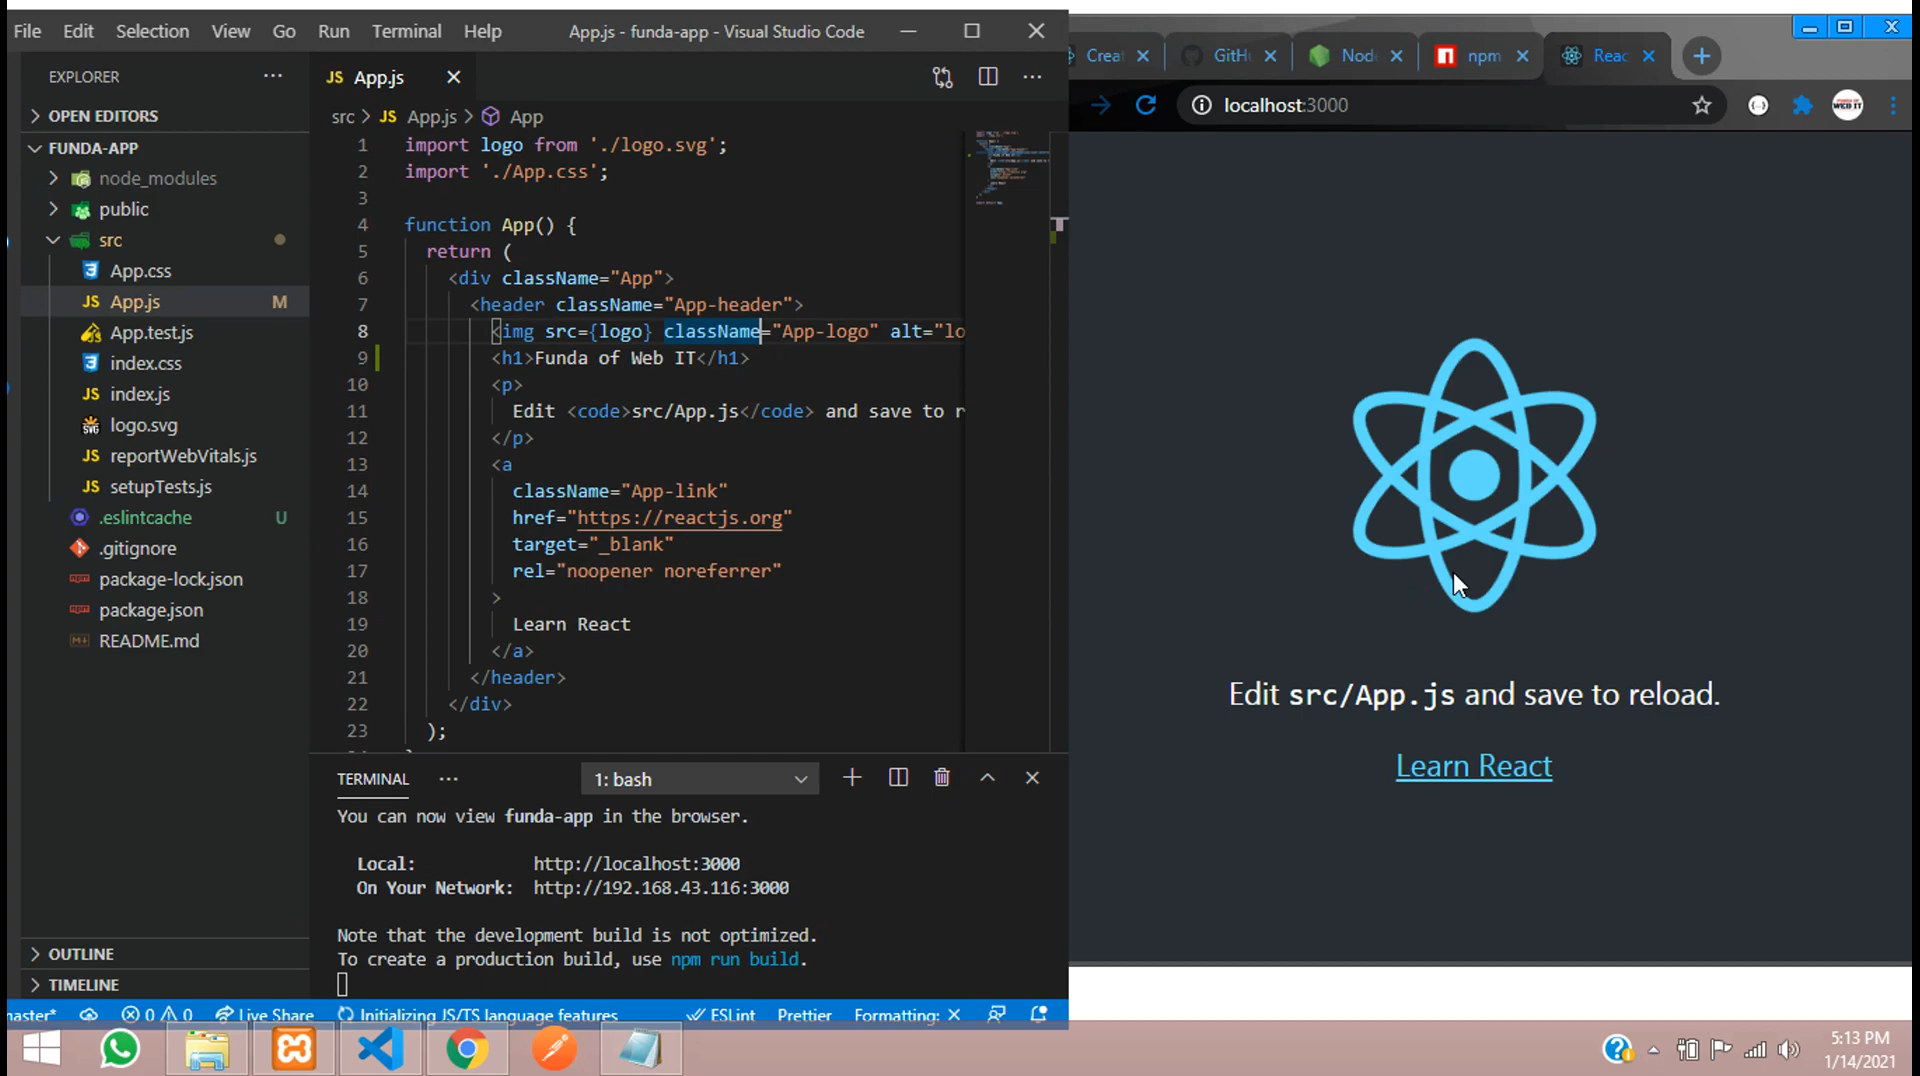 File Edit Selection View Go Run Terminal Help
App.js - funda-app - Visual Studio Code
EXPLORER
OPEN EDITORS
FUNDA-APP
node_modules
public
src
App.css
JS App.js M
App.test.js
index.css
JS index.js
logo.svg
JS reportWebVitals.js
JS setupTests.js
.eslintcache U
.gitignore
package-lock.json
package.json
README.md
OUTLINE
TIMELINE
JS App.js
src > JS App.js > App
1 import logo from './logo.svg';
2 import './App.css';
3
4 function App() {
5 return (
6 <div className="App">
7 <header className="App-header">
8 <img src={logo} className="App-logo" alt="lo
9 <h1>Funda of Web IT</h1>
10 <p>
11 Edit <code>src/App.js</code> and save to r
12 </p>
13 <a
14 className="App-link"
15 href="https://reactjs.org"
16 target="_blank"
17 rel="noopener noreferrer"
18 >
19 Learn React
20 </a>
21 </header>
22 </div>
23 );
TERMINAL
1: bash
You can now view funda-app in the browser.
Local: http://localhost:3000
On Your Network: http://192.168.43.116:3000
Note that the development build is not optimized.
To create a production build, use npm run build.
master* 0 0 Live Share Initializing JS/TS language features ESLint Prettier Formatting: ×
Creat GitHu Node npm Reac
localhost:3000
WEB IT
Edit src/App.js and save to reload.
Learn React
5:13 PM
1/14/2021